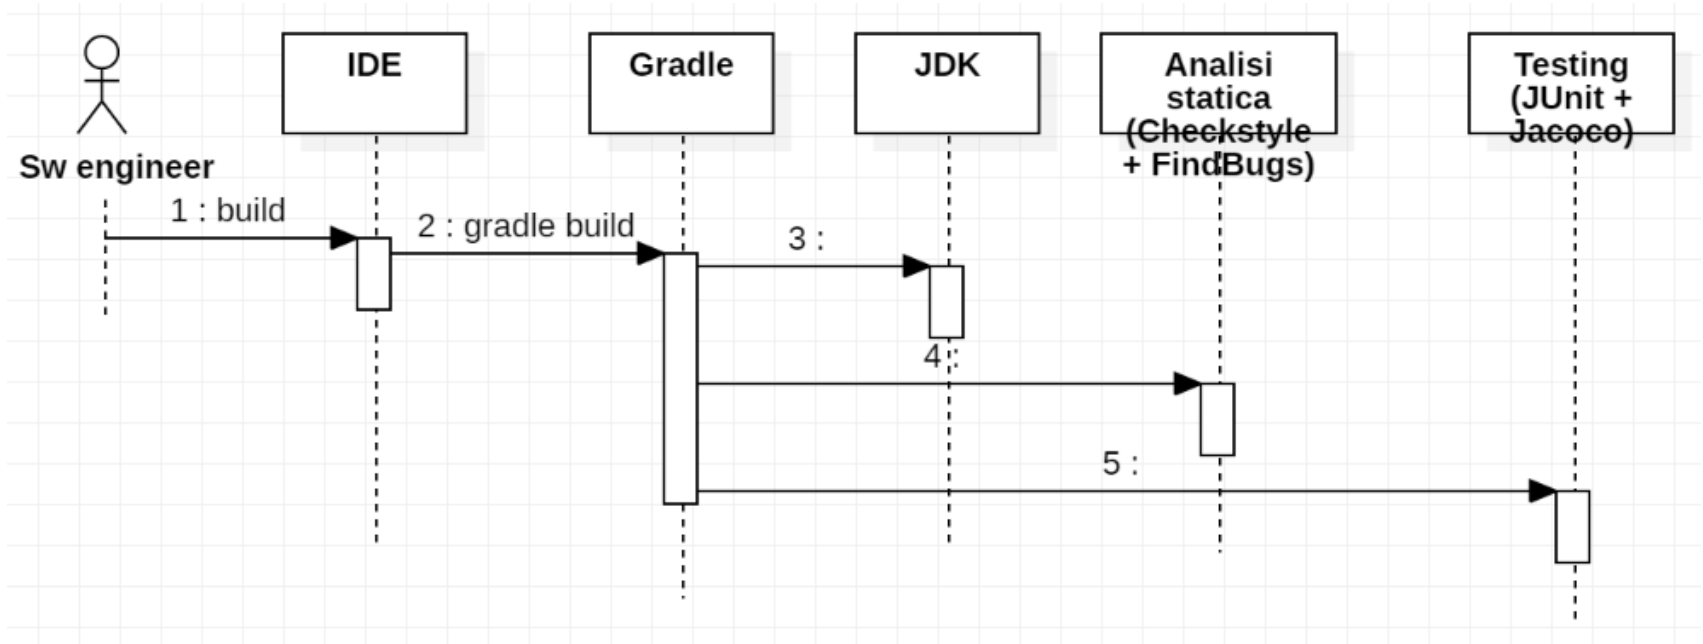 IDE
Gradle
JDK
Analisi
statica
(Checkstyle
+ FindBugs)
Testing
(JUnit +
Jacoco)
Sw engineer
1 : build
2 : gradle build
3 :
4 :
5 :